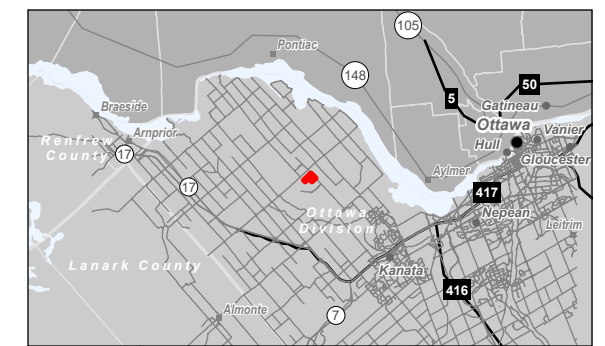 105
Pontiac
148
50
5
Gatineau
Braeside
Ottawa
Vanier
Arnprior
Hull
Renfrew
County
17
Gloucester
Aylmer
17
417
Ottawa
Division
Nepean
Leitrim
Lanark County
Kanata
416
Almonte
7